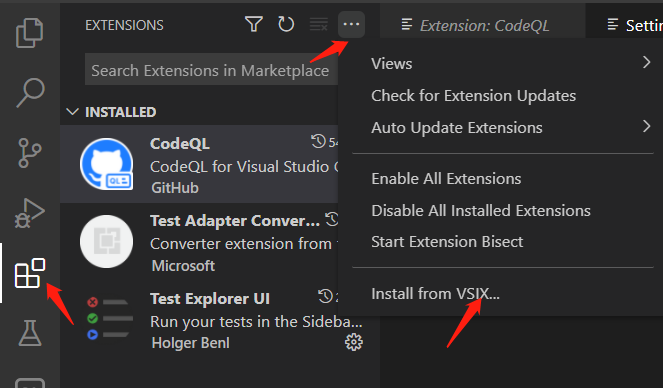 EXTENSIONS
Extension: CodeQL
Search Extensions in Marketplace
INSTALLED
CodeQL
CodeQL for Visual Studio
GitHub
Test Adapter Conver...
Converter extension from
Microsoft
Test Explorer UI
Run your tests in the Sideba...
Holger Benl
Views
Check for Extension Updates
Auto Update Extensions
Enable All Extensions
Disable All Installed Extensions
Start Extension Bisect
Install from VSIX...